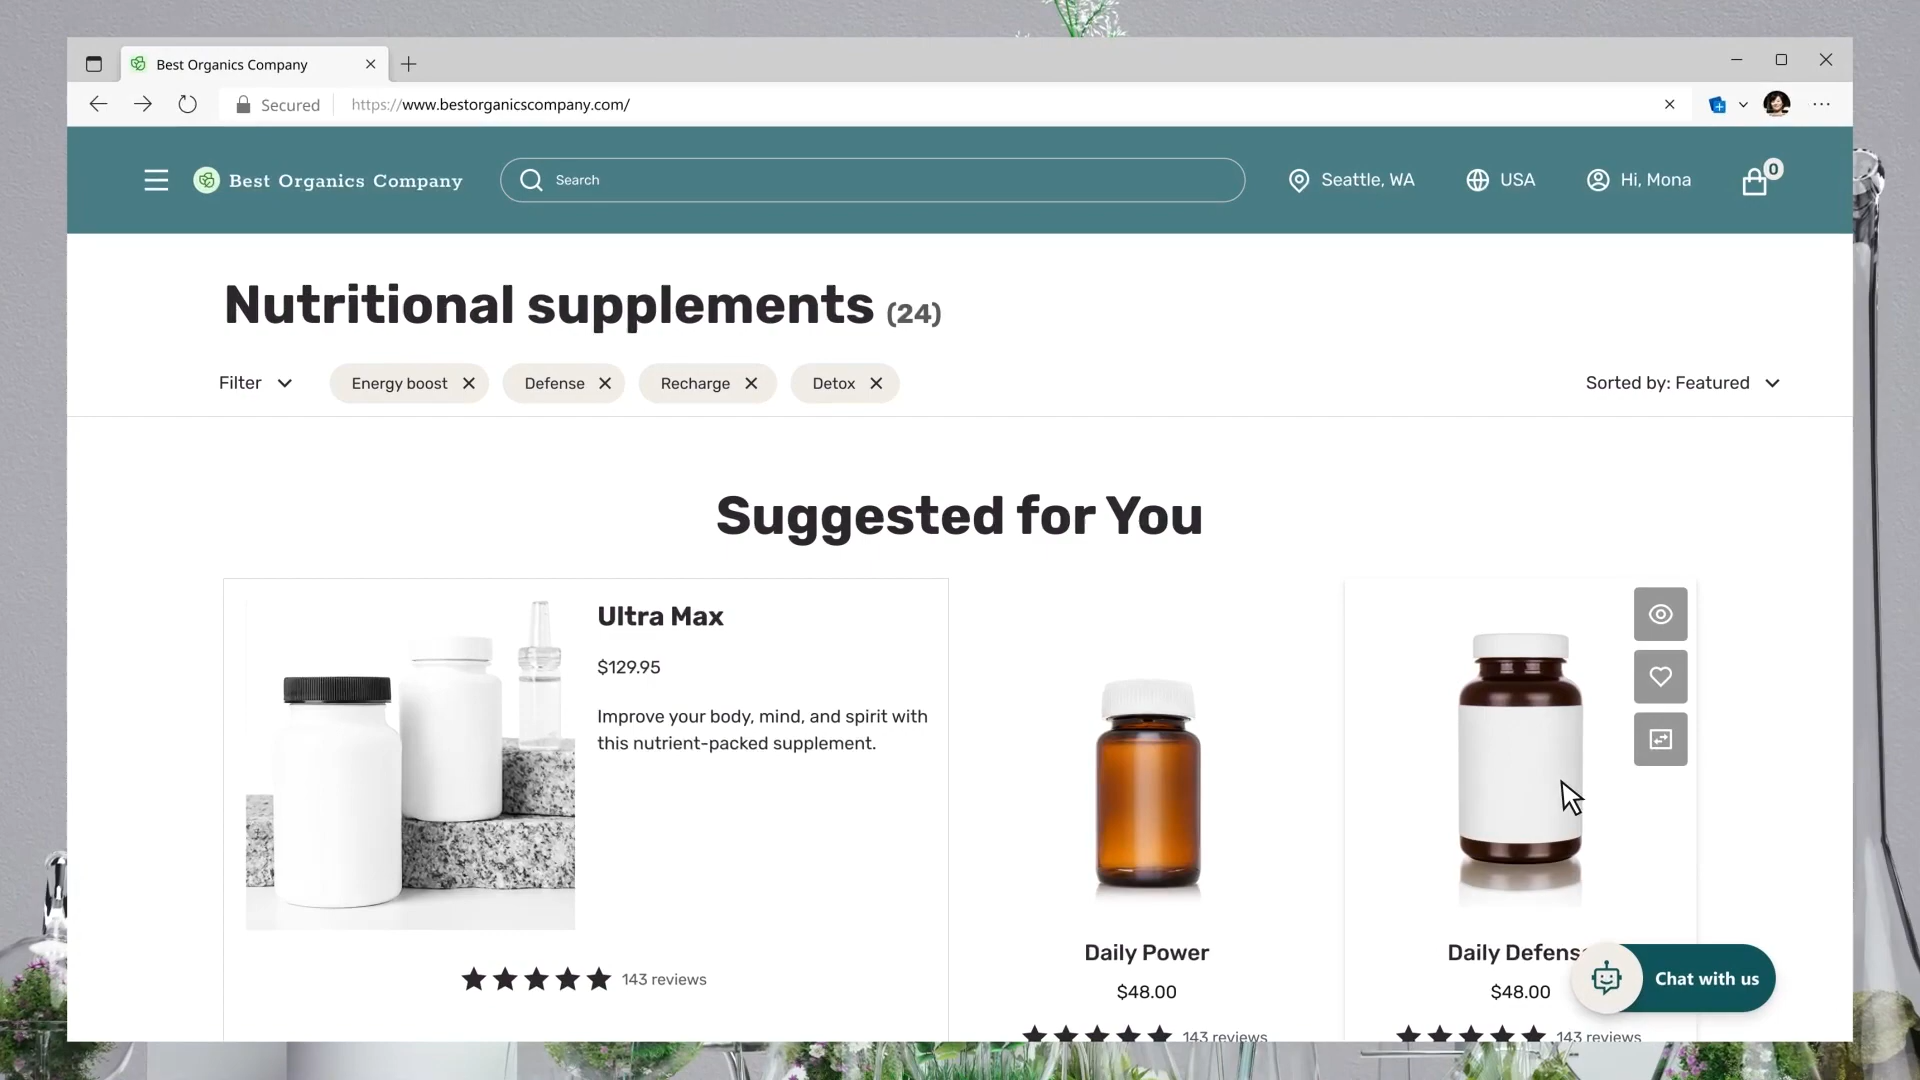 Best Organics Company
Secured https://www.bestorganicscompany.com/
Best Organics Company
Search
Seattle, WA
USA
Hi, Mona
0
Nutritional supplements (24)
Filter
Energy boost
Defense
Recharge
Detox
Sorted by: Featured
Suggested for You
Ultra Max
$129.95
Improve your body, mind, and spirit with
this nutrient-packed supplement.
143 reviews
Daily Power
$48.00
143 reviews
Daily Defense
$48.00
143 reviews
Chat with us